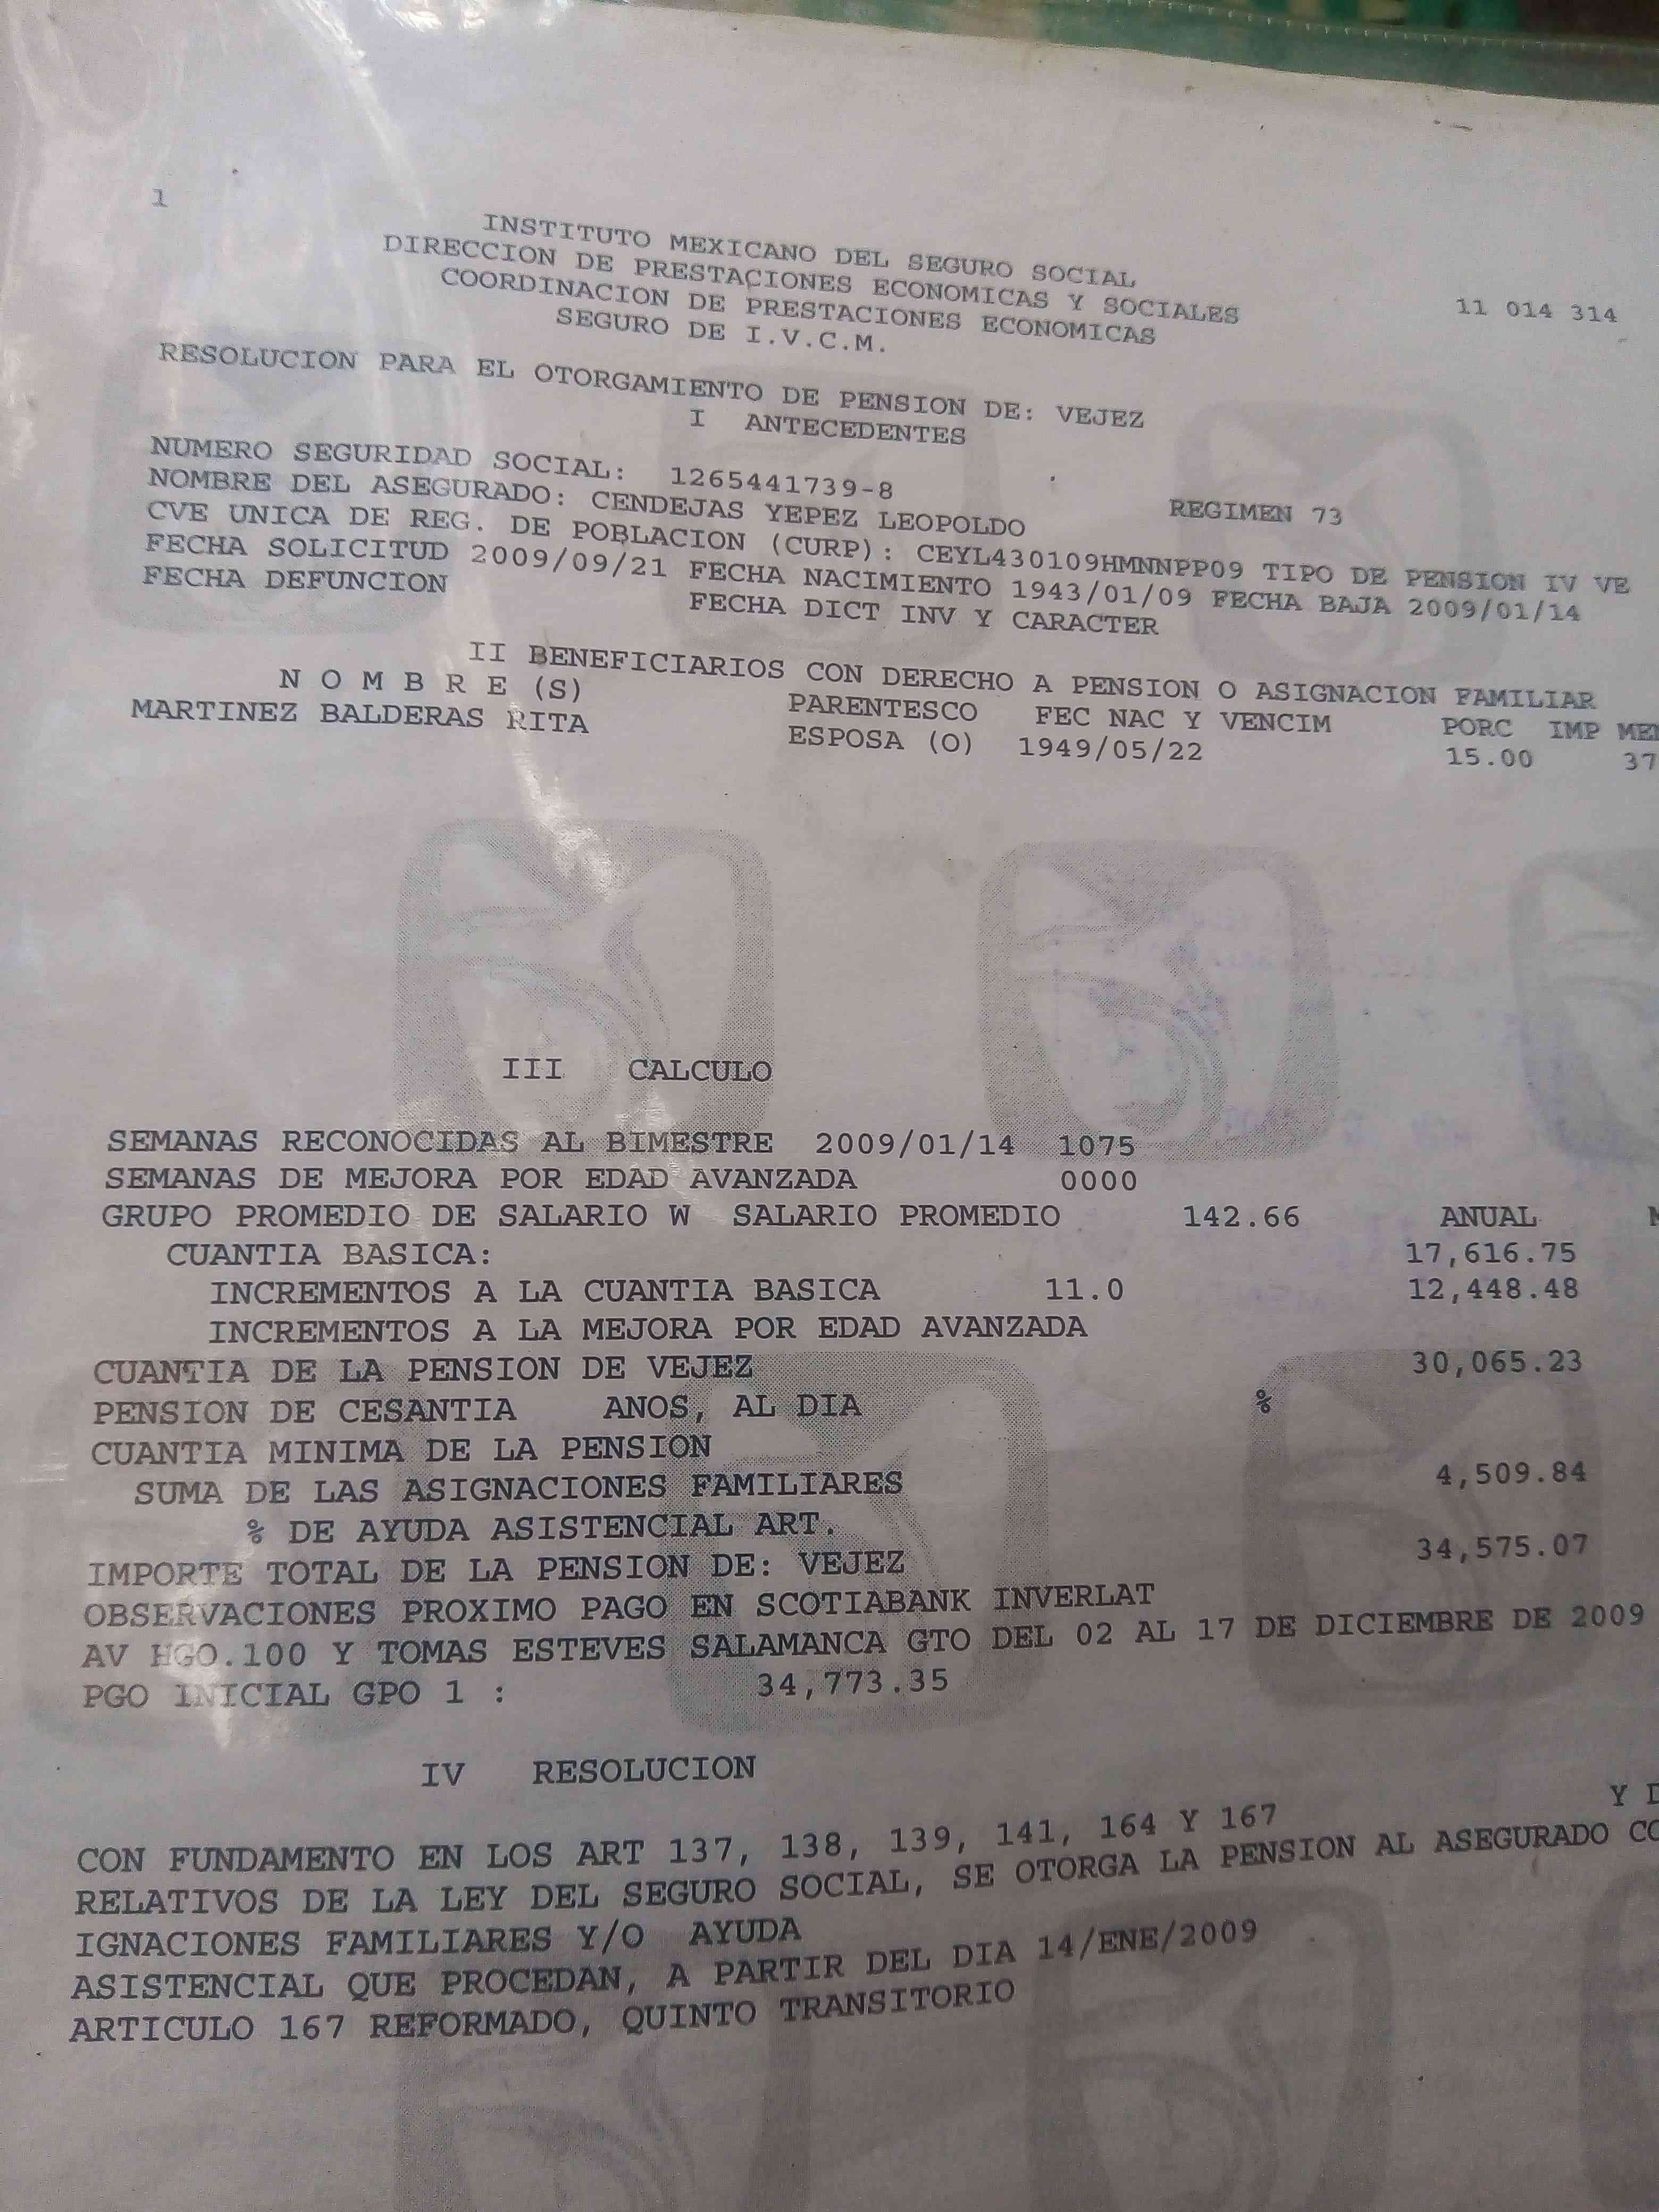 1
INSTITUTO MEXICANO DEL SEGURO SOCIAL
DIRECCION DE PRESTACIONES ECONOMICAS Y SOCIALES 11 014 314
COORDINACION DE PRESTACIONES ECONOMICAS
SEGURO DE I.V.C.M.
RESOLUCION PARA EL OTORGAMIENTO DE PENSION DE: VEJEZ
I ANTECEDENTES
NUMERO SEGURIDAD SOCIAL: 1265441739-8 REGIMEN 73
NOMBRE DEL ASEGURADO: CENDEJAS YEPEZ LEOPOLDO
CVE UNICA DE REG. DE POBLACION (CURP): CEYL430109HMNNPP09 TIPO DE PENSION IV VE
FECHA SOLICITUD 2009/09/21 FECHA NACIMIENTO 1943/01/09 FECHA BAJA 2009/01/14
FECHA DEFUNCION FECHA DICT INV Y CARACTER
II BENEFICIARIOS CON DERECHO A PENSION O ASIGNACION FAMILIAR
N O M B R E (S) PARENTESCO FEC NAC Y VENCIM PORC IMP MEN
MARTINEZ BALDERAS RITA ESPOSA (O) 1949/05/22 15.00 37
III CALCULO
SEMANAS RECONOCIDAS AL BIMESTRE 2009/01/14 1075
SEMANAS DE MEJORA POR EDAD AVANZADA 0000
GRUPO PROMEDIO DE SALARIO W SALARIO PROMEDIO 142.66 ANUAL
CUANTIA BASICA: 17,616.75
INCREMENTOS A LA CUANTIA BASICA 11.0 12,448.48
INCREMENTOS A LA MEJORA POR EDAD AVANZADA
CUANTIA DE LA PENSION DE VEJEZ 30,065.23
PENSION DE CESANTIA ANOS, AL DIA %
CUANTIA MINIMA DE LA PENSION
SUMA DE LAS ASIGNACIONES FAMILIARES 4,509.84
% DE AYUDA ASISTENCIAL ART.
IMPORTE TOTAL DE LA PENSION DE: VEJEZ 34,575.07
OBSERVACIONES PROXIMO PAGO EN SCOTIABANK INVERLAT
AV HGO.100 Y TOMAS ESTEVES SALAMANCA GTO DEL 02 AL 17 DE DICIEMBRE DE 2009
PGO INICIAL GPO 1 : 34,773.35
IV RESOLUCION
CON FUNDAMENTO EN LOS ART 137, 138, 139, 141, 164 Y 167 Y D
RELATIVOS DE LA LEY DEL SEGURO SOCIAL, SE OTORGA LA PENSION AL ASEGURADO CO
IGNACIONES FAMILIARES Y/O AYUDA
ASISTENCIAL QUE PROCEDAN, A PARTIR DEL DIA 14/ENE/2009
ARTICULO 167 REFORMADO, QUINTO TRANSITORIO